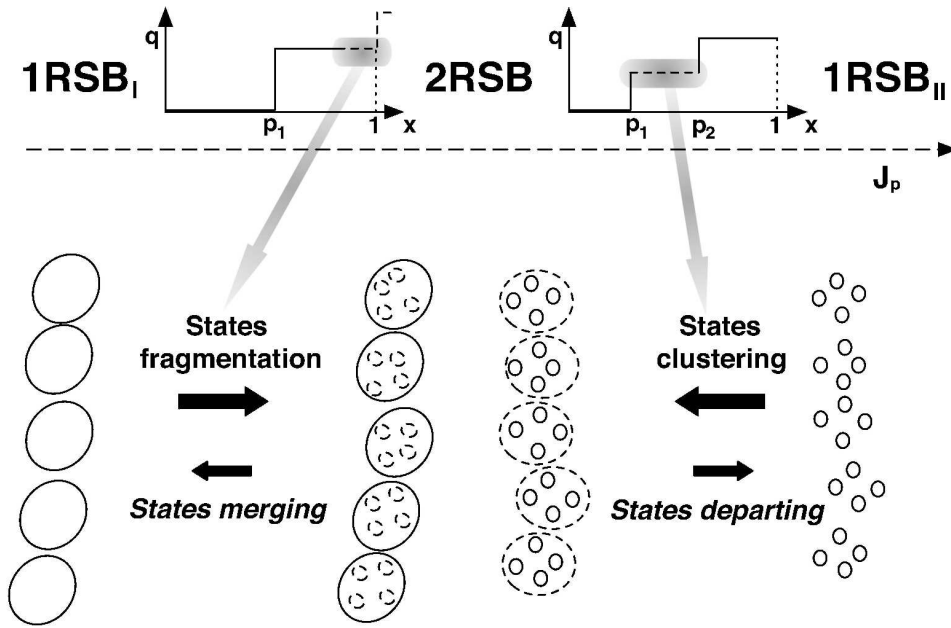 q
1RSB_I
p_1
1
x
2RSB
q
p_1
p_2
1
x
1RSB_II
J_p
States
fragmentation
States merging
States
clustering
States departing